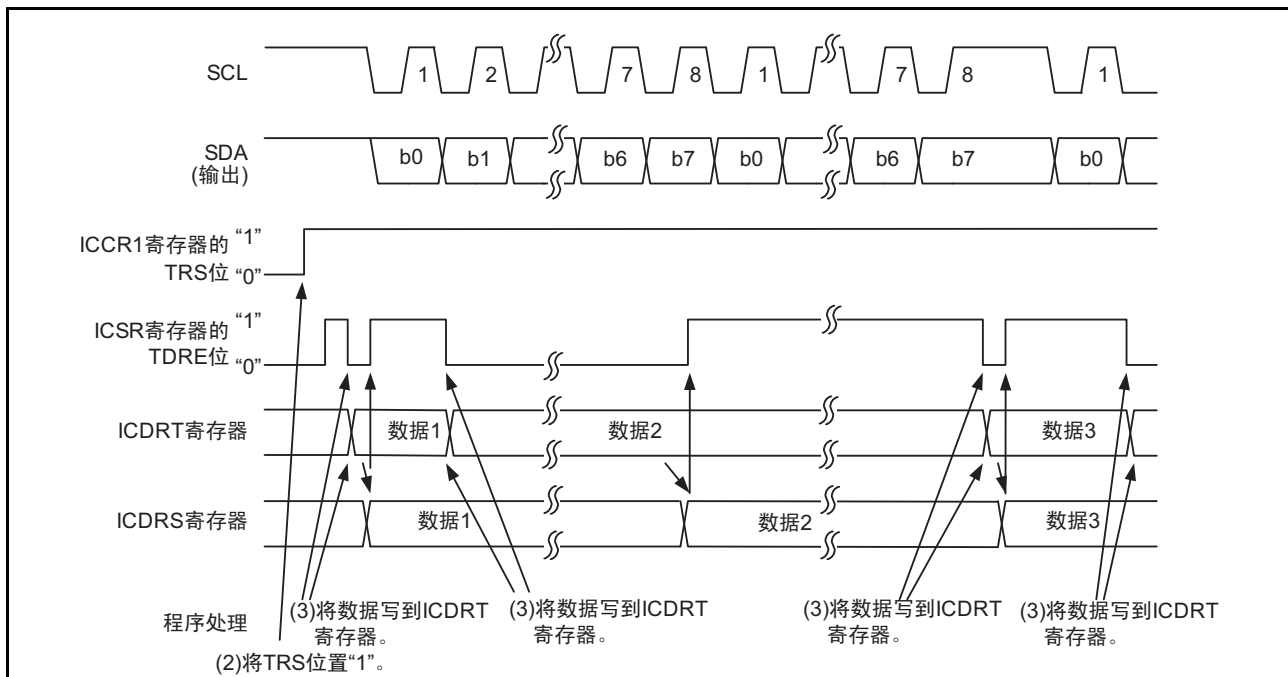 SCL
1 2 7 8 1 7 8 1
SDA
(输出)
b0 b1 b6 b7 b0 b6 b7 b0
ICCR1寄存器的 “1”
TRS位 “0”
ICSR寄存器的 “1”
TDRE位 “0”
ICDRT寄存器 数据1 数据2 数据3
ICDRS寄存器 数据1 数据2 数据3
程序处理
(3)将数据写到ICDRT
寄存器。
(3)将数据写到ICDRT
寄存器。
(3)将数据写到ICDRT
寄存器。
(3)将数据写到ICDRT
寄存器。
(2)将TRS位置“1”。